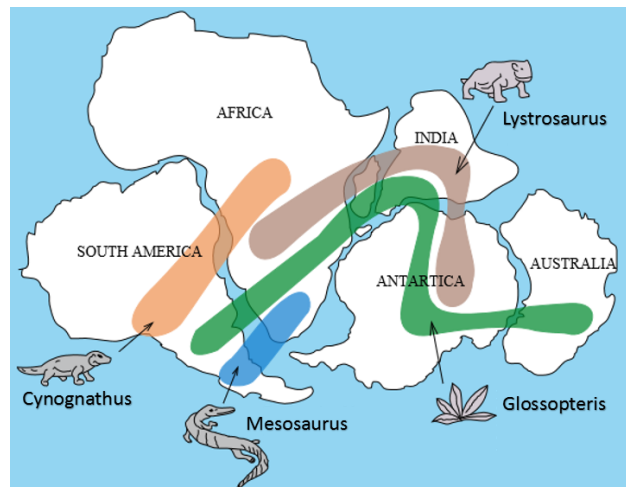 AFRICA
INDIA
Lystrosaurus
SOUTH AMERICA
ANTARTICA
AUSTRALIA
Cynognathus
Mesosaurus
Glossopteris